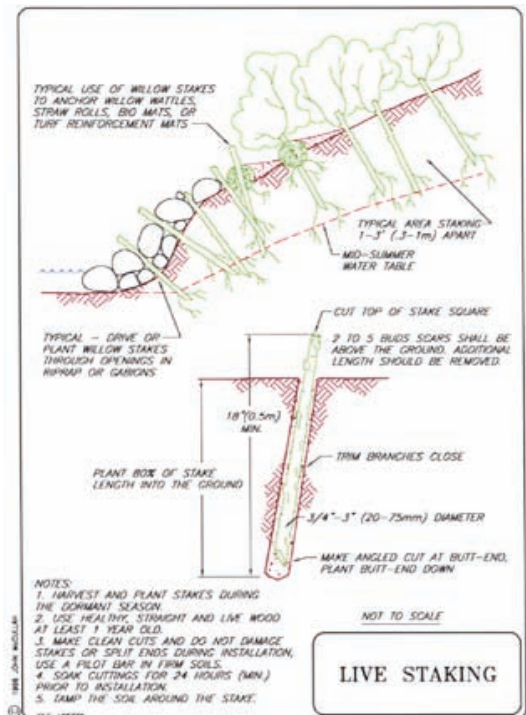 TYPICAL USE OF WILLOW STAKES
TO ANCHOR WILLOW WATTLES,
STRAW ROLLS, BIO MATS, OR
TURF REINFORCEMENT MATS
TYPICAL AREA STAKING
1-3' (.3-1m) APART
MID-SUMMER
WATER TABLE
TYPICAL - DRIVE OR
PLANT WILLOW STAKES
THROUGH OPENINGS IN
RIPRAP OR GABIONS
CUT TOP OF STAKE SQUARE
2 TO 5 BUDS SCARS SHALL BE
ABOVE THE GROUND. ADDITIONAL
LENGTH SHOULD BE REMOVED.
18"(0.5m)
MIN.
PLANT 80% OF STAKE
LENGTH INTO THE GROUND
TRIM BRANCHES CLOSE
3/4"-3" (20-75mm) DIAMETER
MAKE ANGLED CUT AT BUTT-END,
PLANT BUTT-END DOWN
NOTES:
1. HARVEST AND PLANT STAKES DURING
THE DORMANT SEASON.
2. USE HEALTHY, STRAIGHT AND LIVE WOOD
AT LEAST 1 YEAR OLD.
3. MAKE CLEAN CUTS AND DO NOT DAMAGE
STAKES OR SPLIT ENDS DURING INSTALLATION,
USE A PILOT BAR IN FIRM SOILS.
4. SOAK CUTTINGS FOR 24 HOURS (MIN.)
PRIOR TO INSTALLATION.
5. TAMP THE SOIL AROUND THE STAKE.
NOT TO SCALE
LIVE STAKING
© JOHN McCULLAH